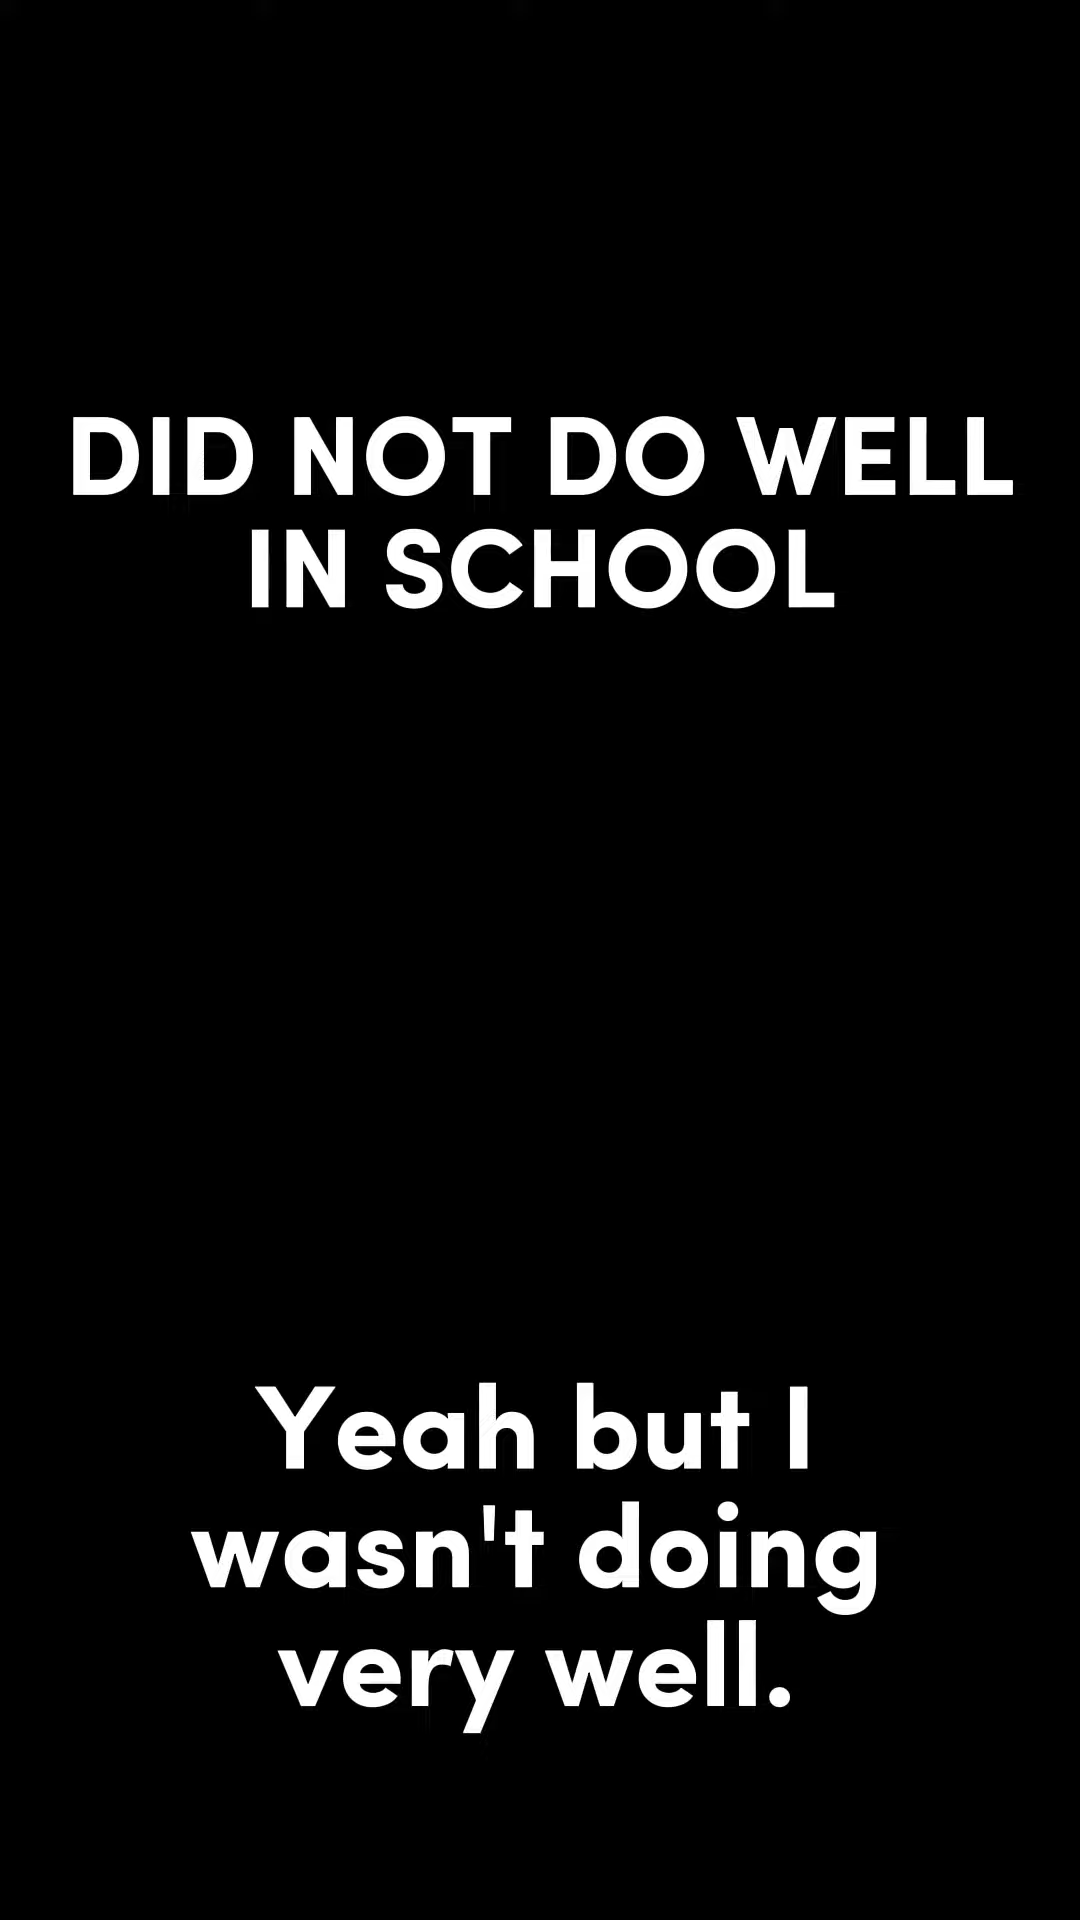 DID NOT DO WELL
IN SCHOOL
Yeah but I
wasn't doing
very well.